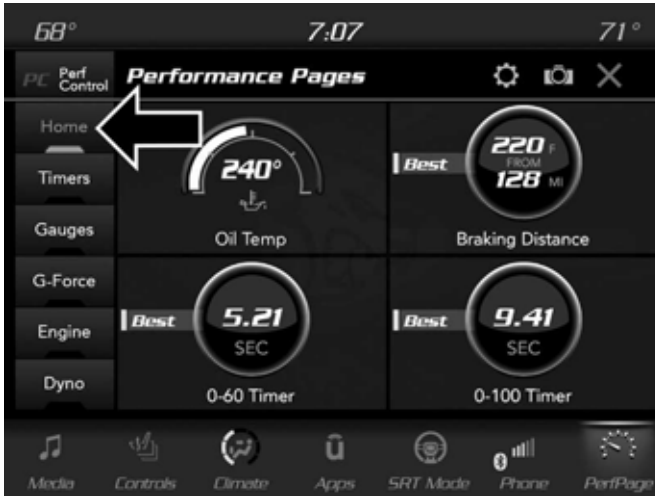 68°
7:07
71°
PC Perf Control
Performance Pages
Home
Timers
Gauges
G-Force
Engine
Dyno
240°
Oil Temp
Best
220 F
FROM
128 MI
Braking Distance
Best
5.21
SEC
0-60 Timer
Best
9.41
SEC
0-100 Timer
Media
Controls
Climate
Apps
SRT Mode
Phone
PerfPage